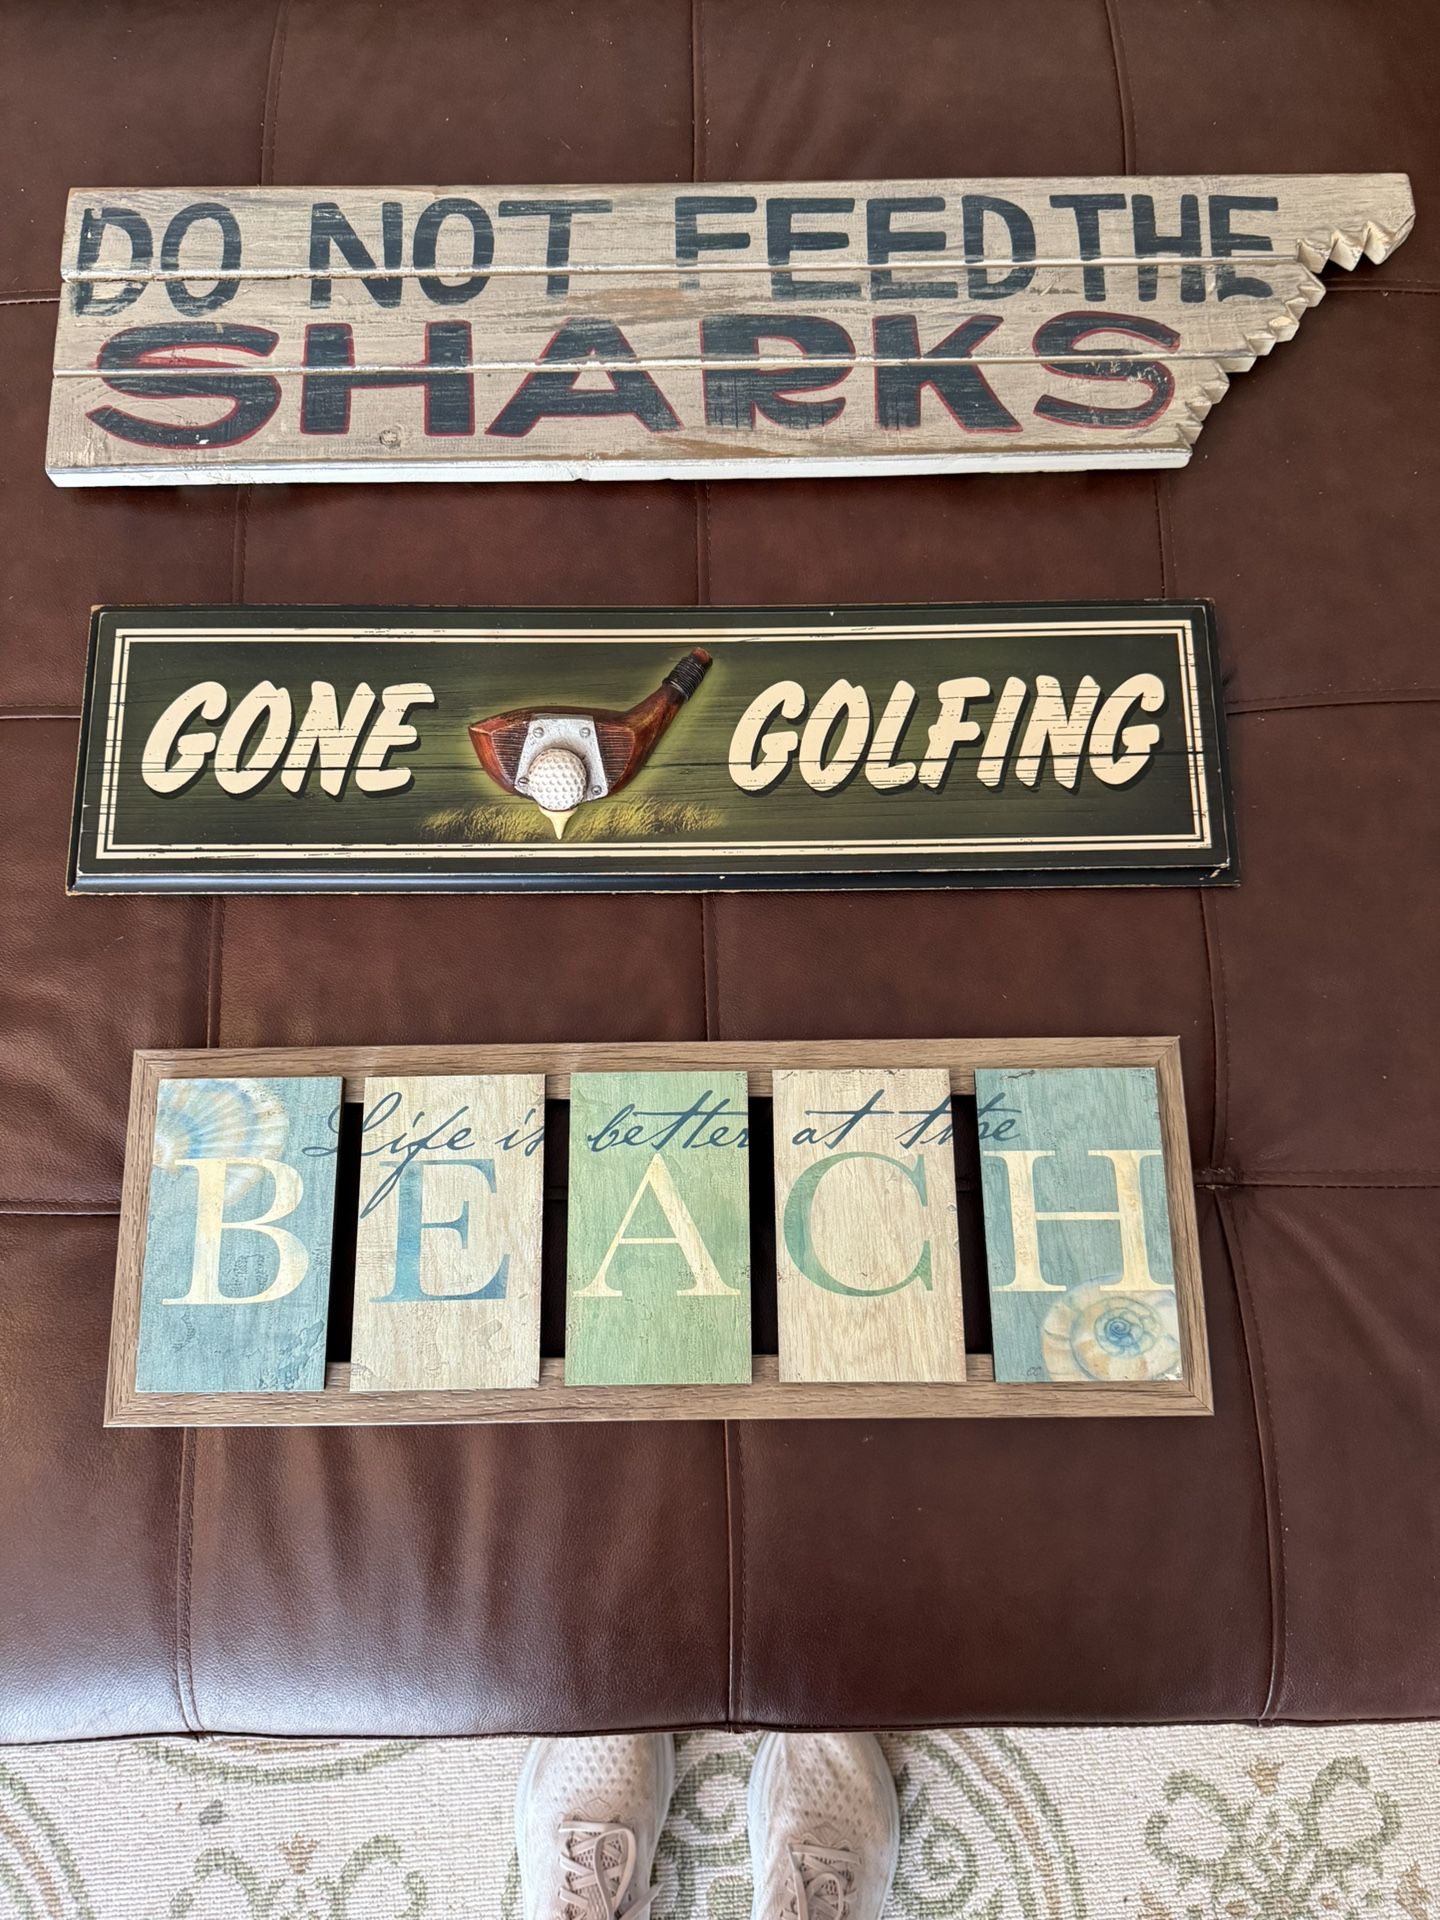 DO NOT FEED THE
SHARKS
GONE GOLFING
Life is better at the
BEACH